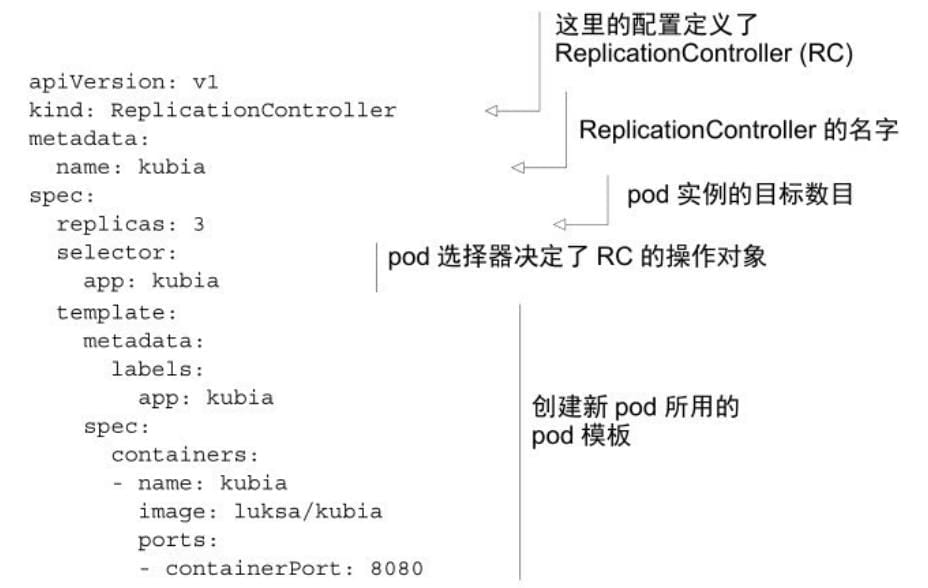 这里的配置定义了
ReplicationController (RC)
apiVersion: v1
kind: ReplicationController
metadata:
ReplicationController 的名字
  name: kubia
spec:
pod 实例的目标数目
  replicas: 3
  selector:
pod 选择器决定了 RC 的操作对象
    app: kubia
  template:
    metadata:
      labels:
        app: kubia
创建新 pod 所用的
pod 模板
    spec:
      containers:
      - name: kubia
        image: luksa/kubia
        ports:
        - containerPort: 8080